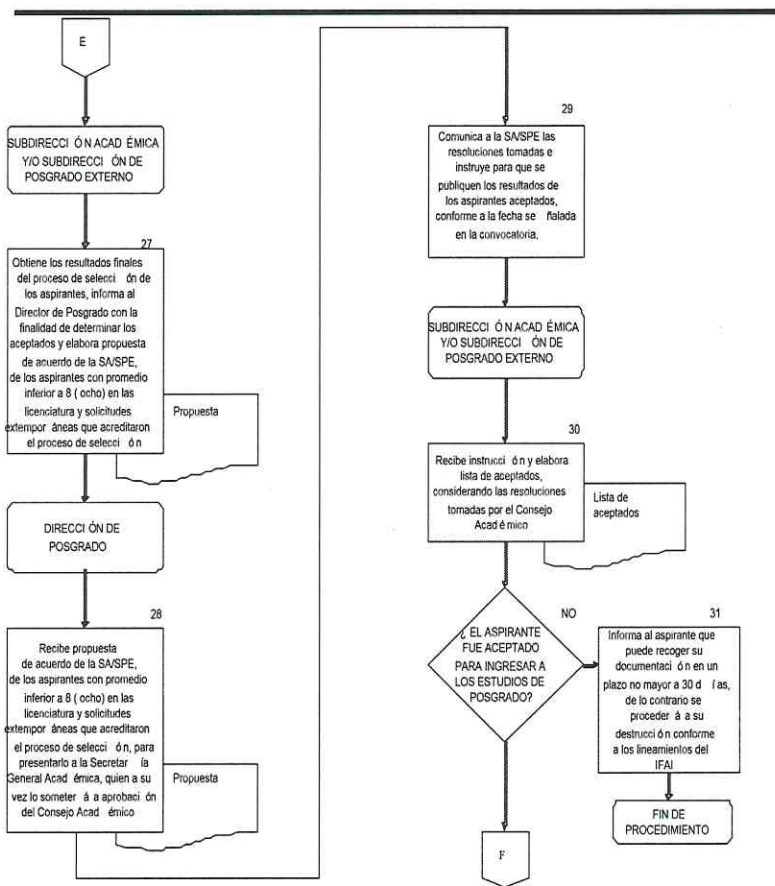 E
SUBDIRECCI ÓN ACAD ÉMICA
Y/O SUBDIRECCI ÓN DE
POSGRADO EXTERNO
27
Obtiene los resultados finales
del proceso de selecci ón de
los aspirantes, informa al
Director de Posgrado con la
finalidad de determinar los
aceptados y elabora propuesta
de acuerdo de la SA/SPE,
de los aspirantes con promedio
inferior a 8 ( ocho) en las
licenciatura y solicitudes
extempor áneas que acreditaron
el proceso de selecci ó n
Propuesta
DIRECCI ÓN DE
POSGRADO
28
Recibe propuesta
de acuerdo de la SA/SPE,
de los aspirantes con promedio
inferior a 8 ( ocho) en las
licenciatura y solicitudes
extempor áneas que acreditaron
el proceso de selecci ó n, para
presentarlo a la Secretar ía
General Acad émica, quien a su
vez lo someter á a aprobación
del Consejo Acad émico
Propuesta
29
Comunica a la SA/SPE las
resoluciones tomadas e
instruye para que se
publiquen los resultados de
los aspirantes aceptados,
conforme a la fecha se ñalada
en la convocatoria.
SUBDIRECCI Ó N ACAD ÉMICA
Y/O SUBDIRECCI ÓN DE
POSGRADO EXTERNO
30
Recibe instrucci ó n y elabora
lista de aceptados,
considerando las resoluciones
tomadas por el Consejo
Acad é mico
Lista de
aceptados
¿ EL ASPIRANTE
FUE ACEPTADO
PARA INGRESAR A
LOS ESTUDIOS DE
POSGRADO?
NO
31
Informa al aspirante que
puede recoger su
documentaci ó n en un
plazo no mayor a 30 d ías,
de lo contrario se
proceder á a su
destrucci ón conforme
a los lineamientos del
IFAI
FIN DE
PROCEDIMIENTO
F